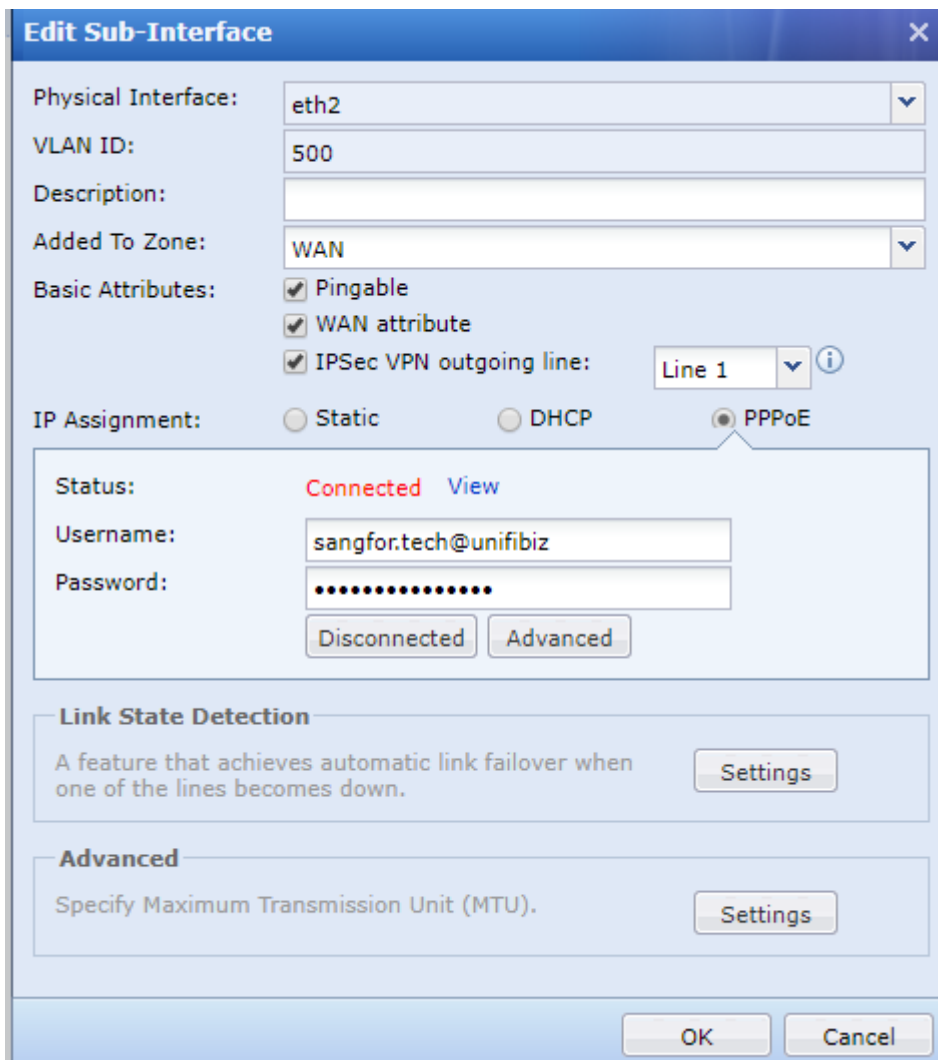 Edit Sub-Interface
Physical Interface: eth2
VLAN ID: 500
Description:
Added To Zone: WAN
Basic Attributes: Pingable
WAN attribute
IPSec VPN outgoing line: Line 1
IP Assignment: Static DHCP PPPoE
Status: Connected View
Username: sangfor.tech@unifibiz
Password: •••••••••••••••
Disconnected Advanced
Link State Detection
A feature that achieves automatic link failover when
one of the lines becomes down.
Settings
Advanced
Specify Maximum Transmission Unit (MTU).
Settings
OK Cancel